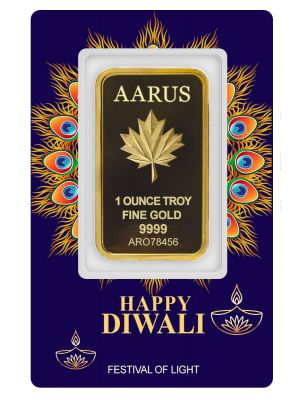 AARUS
1 OUNCE TROY
FINE GOLD
9999
ARO78456
HAPPY
DIWALI
FESTIVAL OF LIGHT